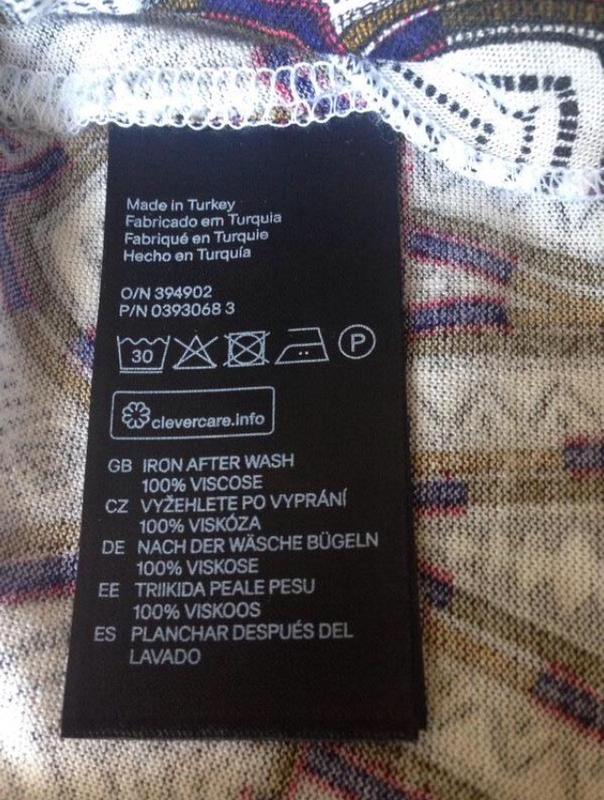 Made in Turkey
Fabricado em Turquia
Fabriqué en Turquie
Hecho en Turquía
O/N 394902
P/N 0393068 3
30 P
clevercare.info
GB IRON AFTER WASH
100% VISCOSE
CZ VYŽEHLETE PO VYPRÁNÍ
100% VISKÓZA
DE NACH DER WÄSCHE BÜGELN
100% VISKOSE
EE TRIIKIDA PEALE PESU
100% VISKOOS
ES PLANCHAR DESPUÉS DEL
LAVADO